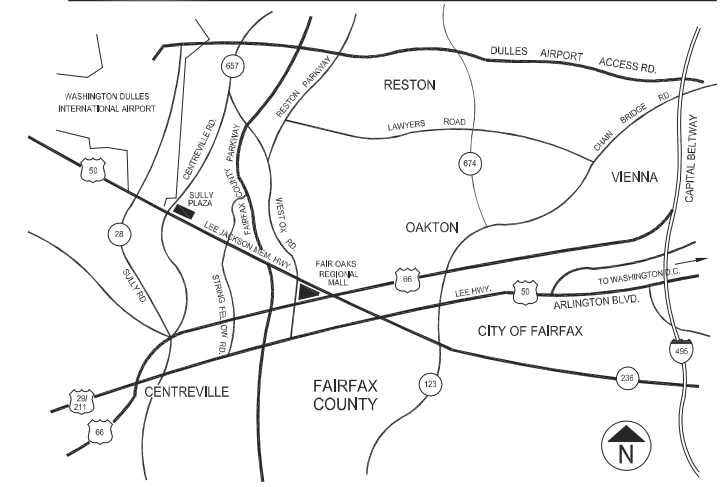 DULLES AIRPORT ACCESS RD.
657
RESTON PARKWAY
RESTON
WASHINGTON DULLES
INTERNATIONAL AIRPORT
CENTREVILLE RD.
LAWYERS ROAD
CHAIN BRIDGE RD.
CAPITAL BELTWAY
FAIRFAX COUNTY PARKWAY
50
674
VIENNA
SULLY
PLAZA
WEST OX RD.
OAKTON
28
LEE JACKSON MEM. HWY.
SULLY RD.
FAIR OAKS
REGIONAL
MALL
66
TO WASHINGTON D.C.
LEE HWY.
50
ARLINGTON BLVD.
STRING FELLOW RD.
CITY OF FAIRFAX
495
CENTREVILLE
FAIRFAX
COUNTY
123
236
29/
211
66
N